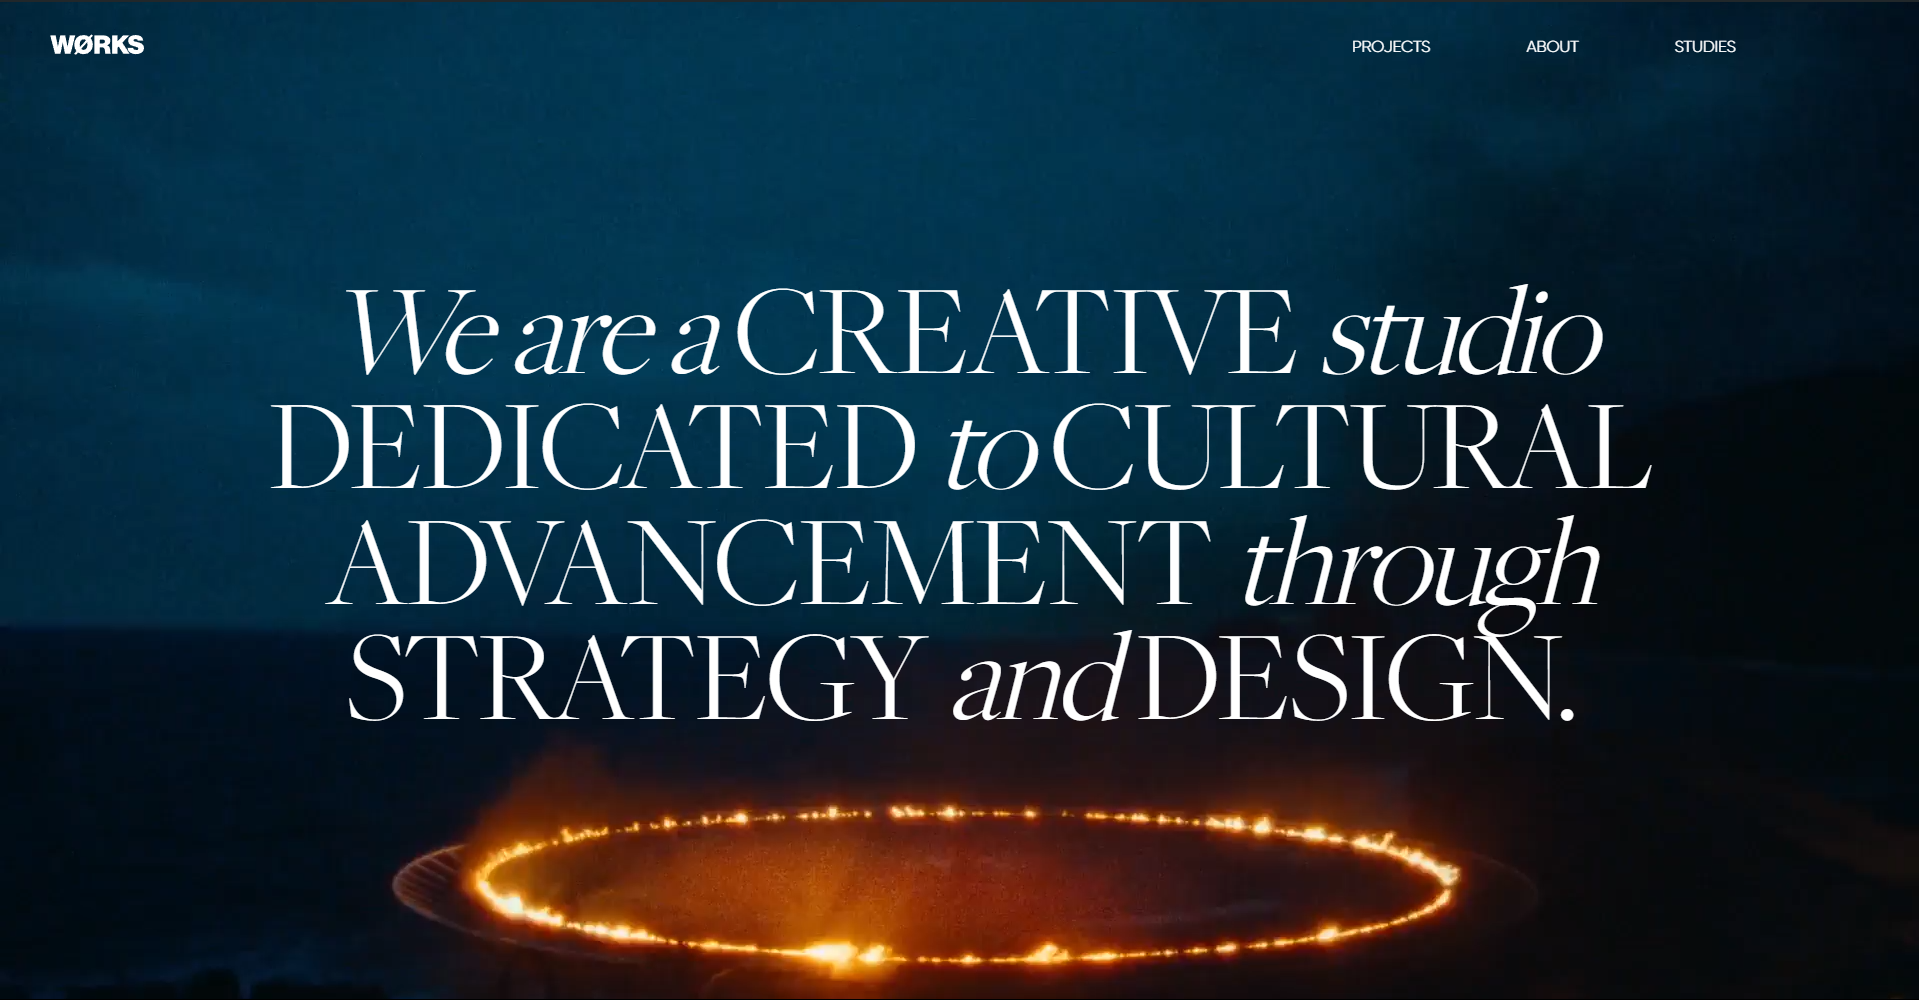 WØRKS
PROJECTS
ABOUT
STUDIES
We are a CREATIVE studio
DEDICATED to CULTURAL
ADVANCEMENT through
STRATEGY and DESIGN.